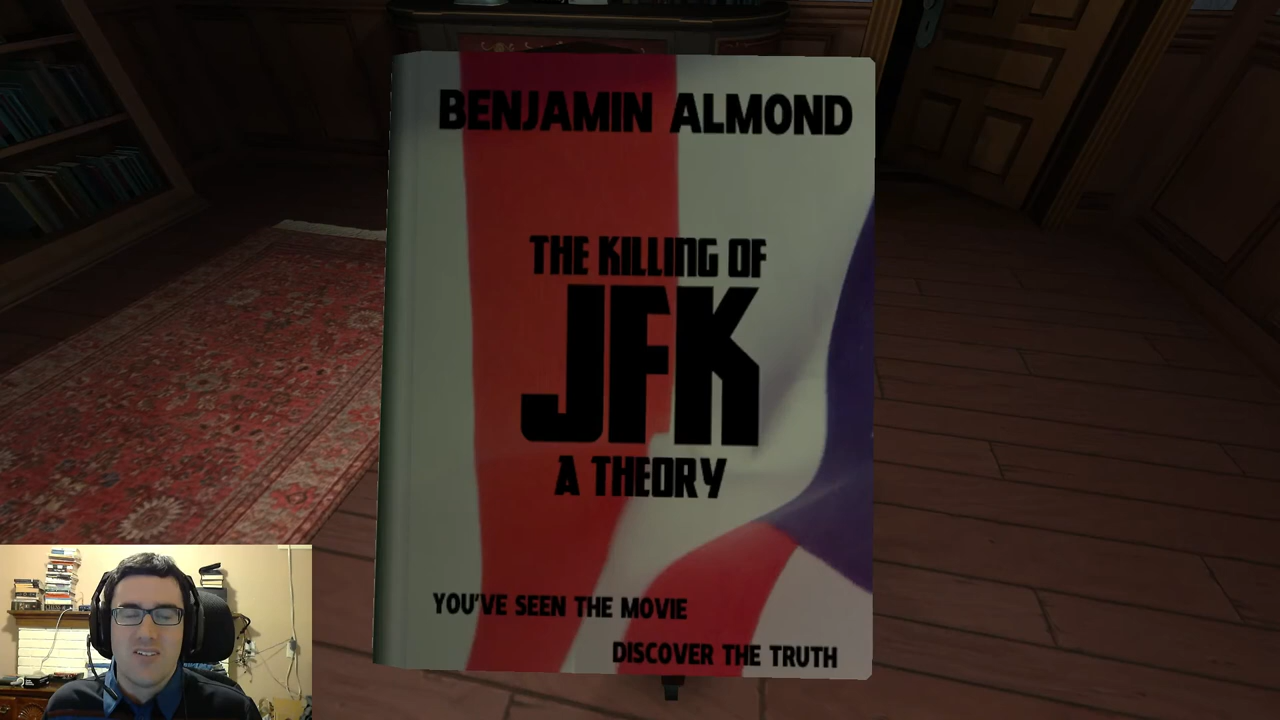 BENJAMIN ALMOND
THE KILLING OF
JFK
A THEORY
YOU'VE SEEN THE MOVIE
DISCOVER THE TRUTH